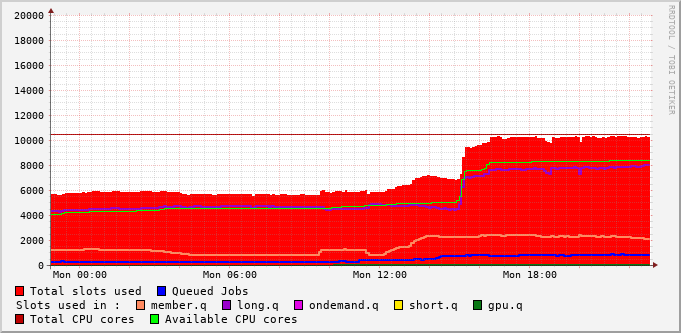 RRDTOOL / TOBI OETIKER
20000
18000
16000
14000
12000
10000
8000
6000
4000
2000
0
Mon 00:00 Mon 06:00 Mon 12:00 Mon 18:00
Total slots used Queued Jobs
Slots used in : member.q long.q ondemand.q short.q gpu.q
Total CPU cores Available CPU cores